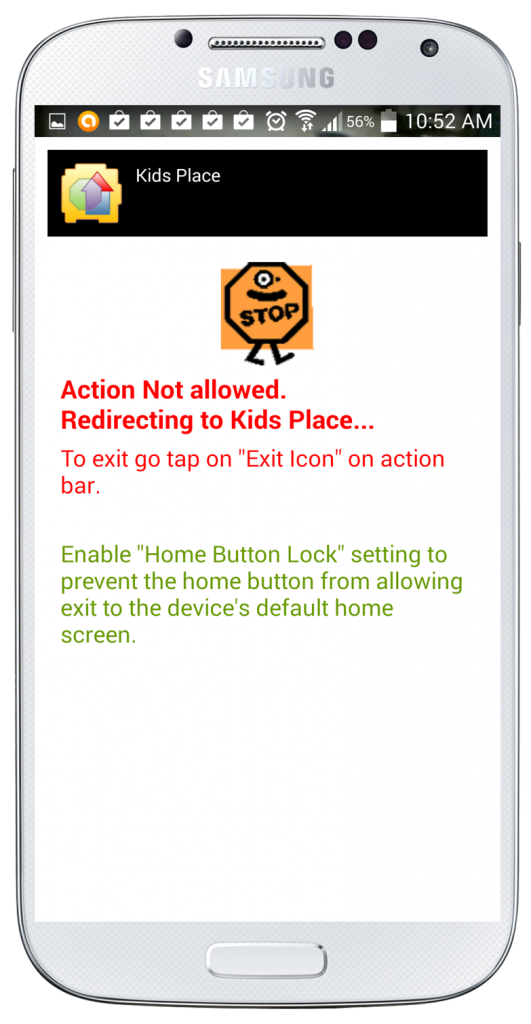 SAMSUNG
56% 10:52 AM
Kids Place
STOP
Action Not allowed.
Redirecting to Kids Place...
To exit go tap on "Exit Icon" on action
bar.
Enable "Home Button Lock" setting to
prevent the home button from allowing
exit to the device's default home
screen.